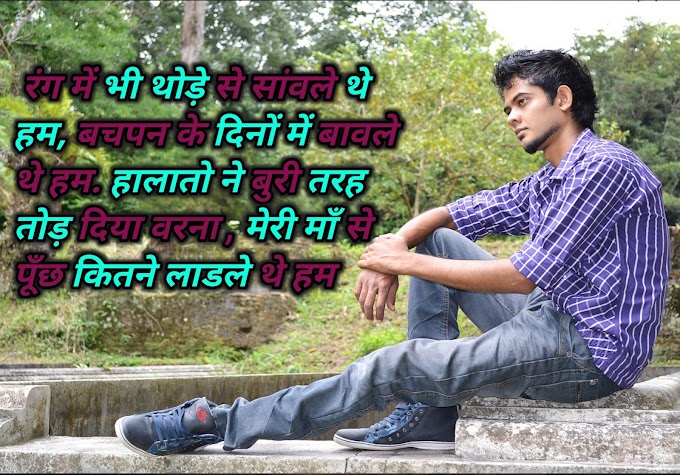 रंग में भी थोड़े से सांवले थे
हम, बचपन के दिनों में बावले
थे हम. हालातो ने बुरी तरह
तोड़ दिया वरना , मेरी माँ से
पूँछ कितने लाडले थे हम